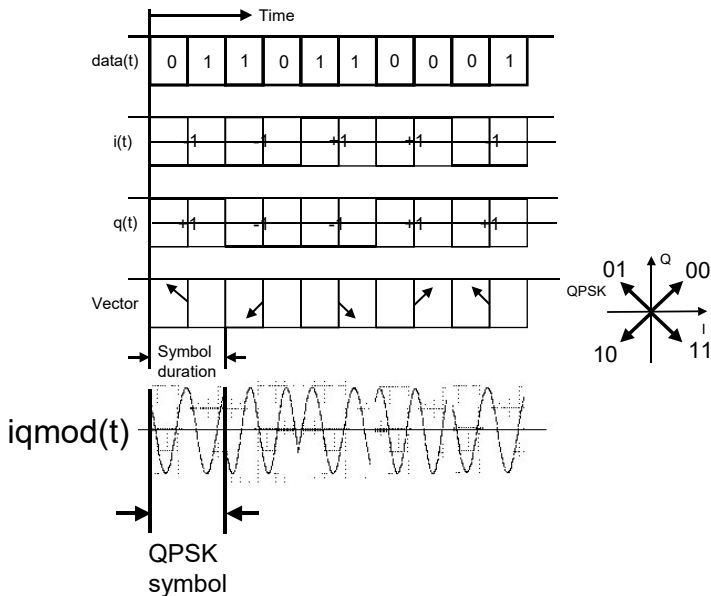 Time
data(t) 0 1 1 0 1 1 0 0 0 1
i(t) -1 -1 +1 +1 -1
q(t) +1 -1 -1 +1 +1
Vector
Symbol
duration
Q
01 00
QPSK
I
10 11
iqmod(t)
QPSK
symbol